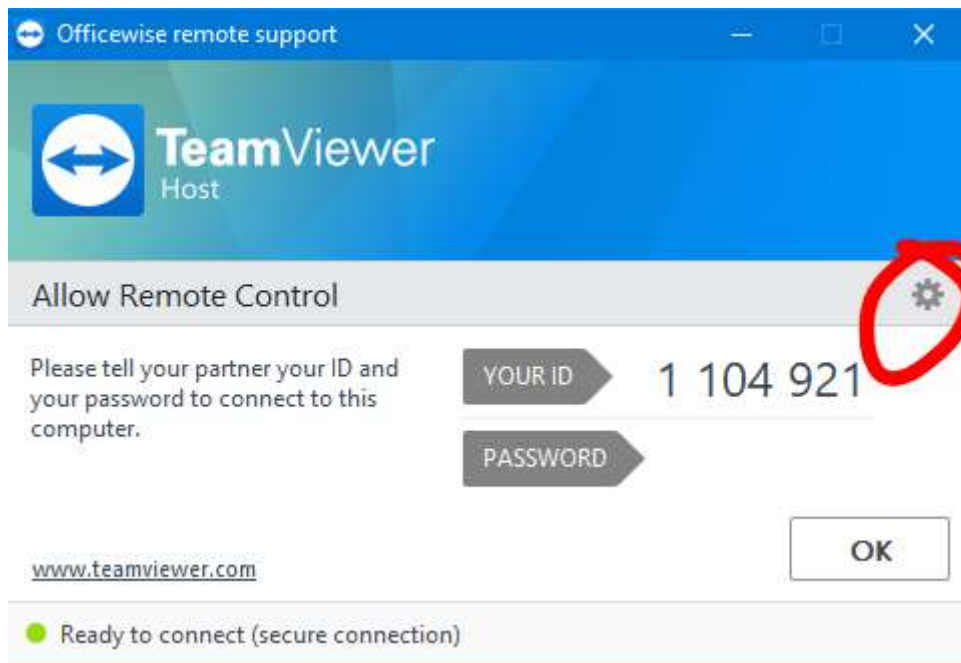 Officewise remote support
TeamViewer
Host
Allow Remote Control
Please tell your partner your ID and
your password to connect to this
computer.
YOUR ID
1 104 921
PASSWORD
OK
www.teamviewer.com
Ready to connect (secure connection)